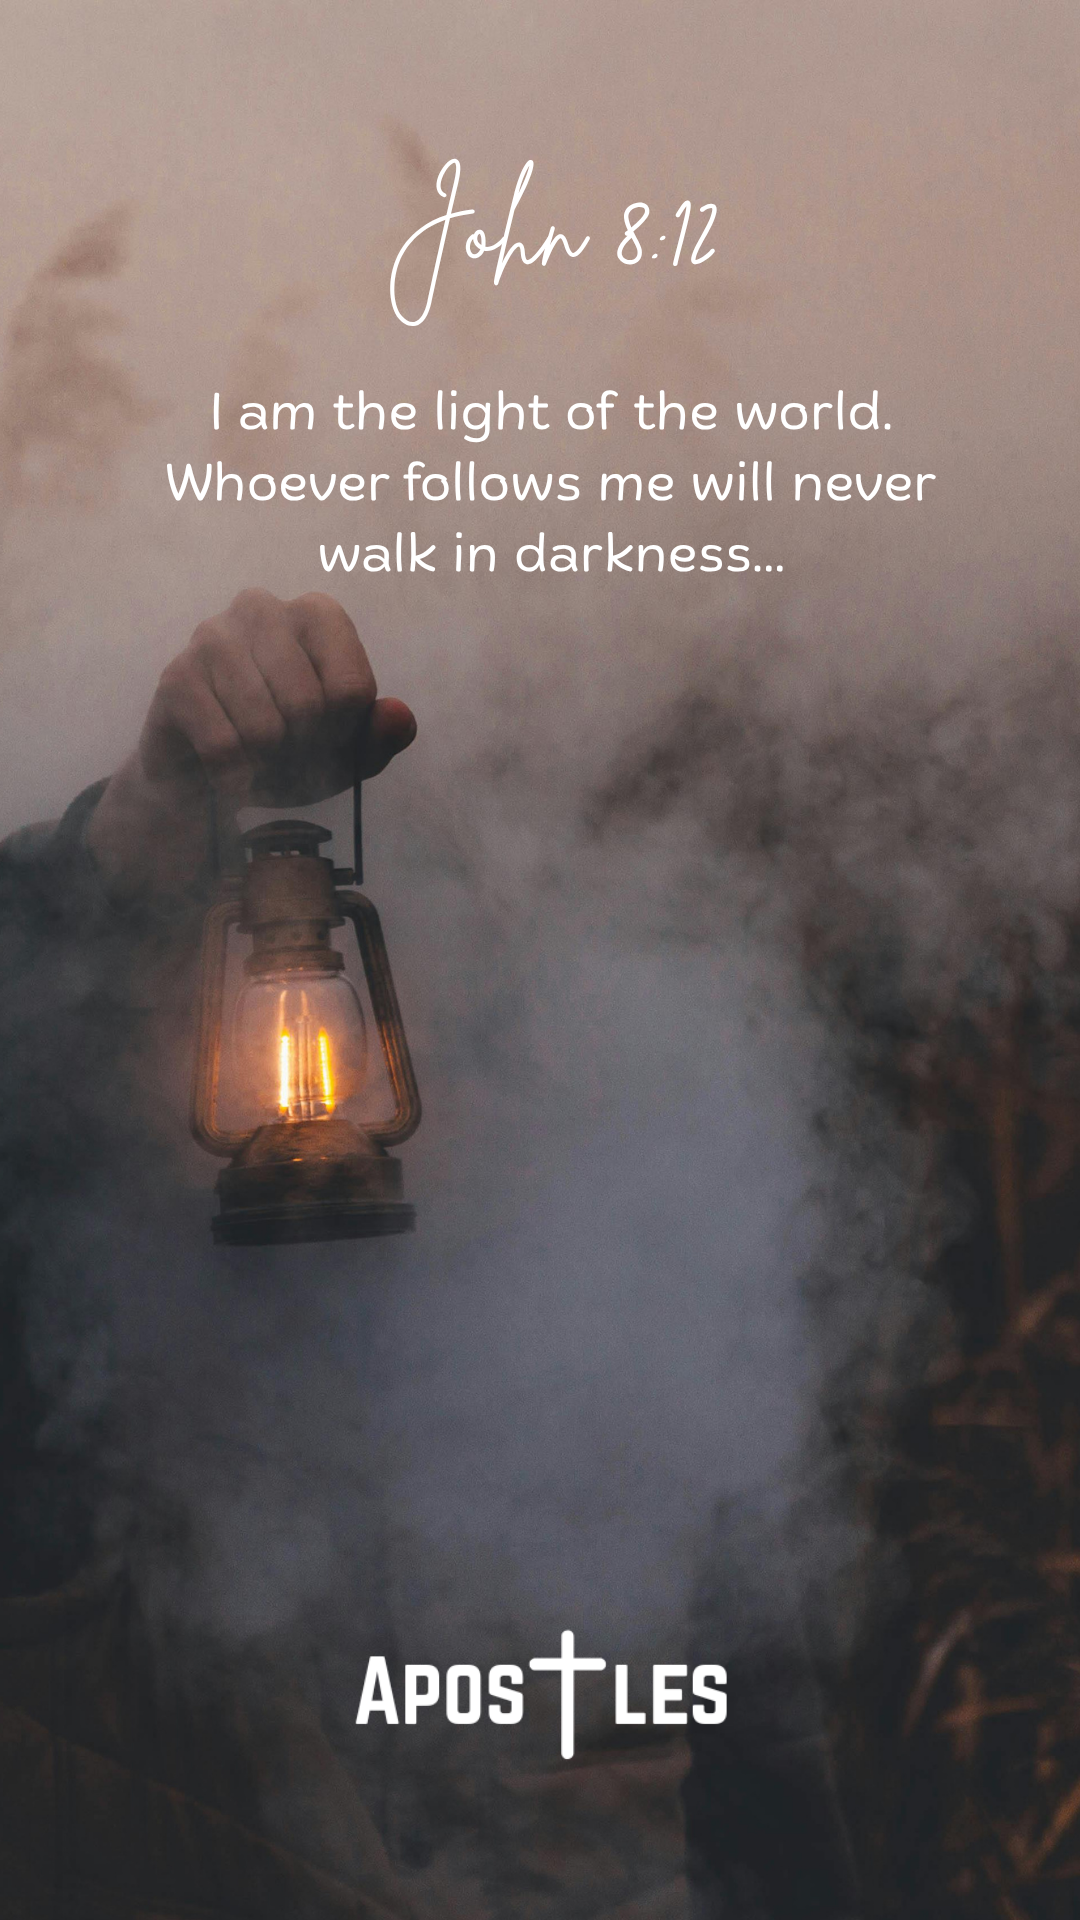 John 8:12
I am the light of the world.
Whoever follows me will never
walk in darkness...
APOSTLES